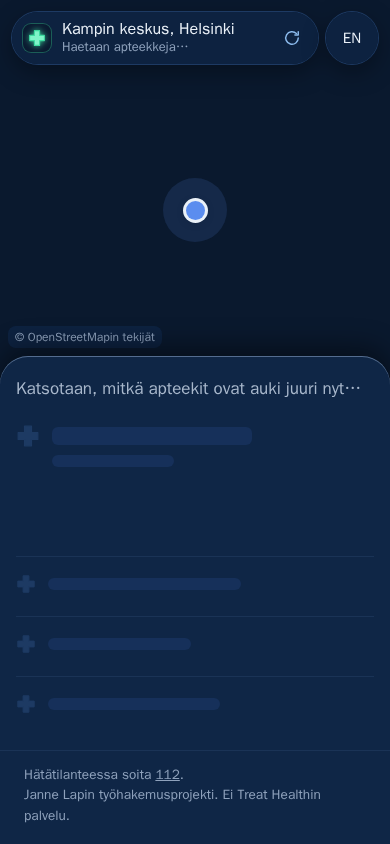 Kampin keskus, Helsinki
Haetaan apteekkeja…
EN
© OpenStreetMapin tekijät
Katsotaan, mitkä apteekit ovat auki juuri nyt…
Hätätilanteessa soita 112.
Janne Lapin työhakemusprojekti. Ei Treat Healthin
palvelu.